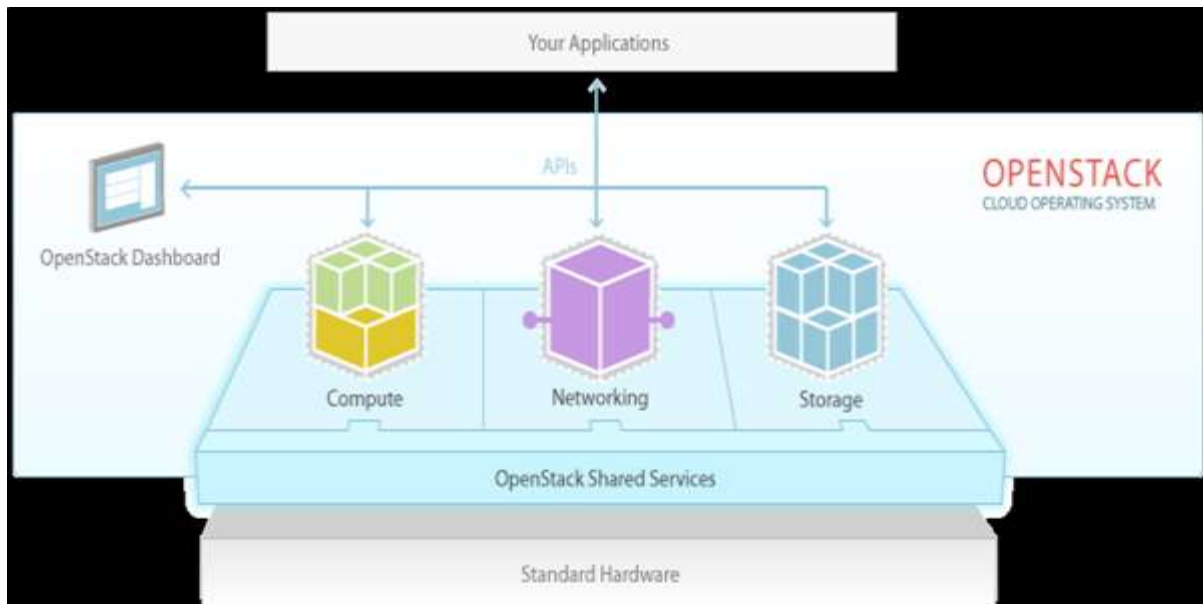 Your Applications
APIs
OPENSTACK
CLOUD OPERATING SYSTEM
OpenStack Dashboard
Compute
Networking
Storage
OpenStack Shared Services
Standard Hardware